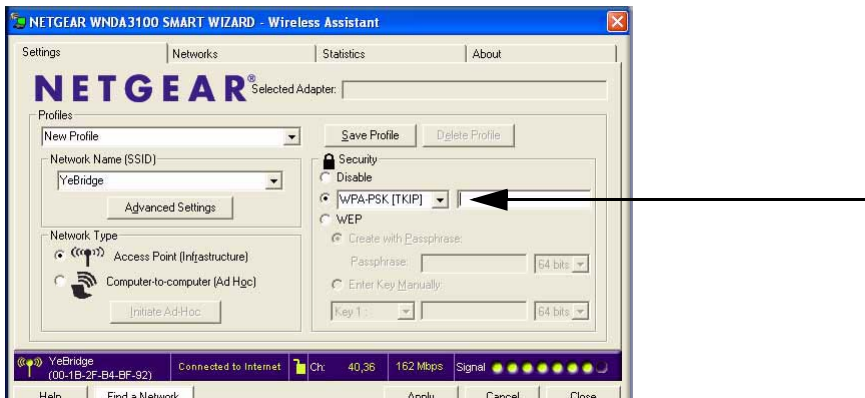 NETGEAR WNDA3100 SMART WIZARD - Wireless Assistant
Settings Networks Statistics About
NETGEAR® Selected Adapter:
Profiles
New Profile Save Profile Delete Profile
Network Name (SSID) Security
YeBridge Disable
Advanced Settings WPA-PSK [TKIP]
WEP
Network Type Create with Passphrase:
Access Point (Infrastructure) Passphrase: 64 bits
Computer-to-computer (Ad Hoc) Enter Key Manually:
Initiate Ad-Hoc Key 1 : 64 bits
YeBridge
(00-1B-2F-B4-BF-92) Connected to Internet Ch: 40,36 162 Mbps Signal
Help Find a Network Apply Cancel Close